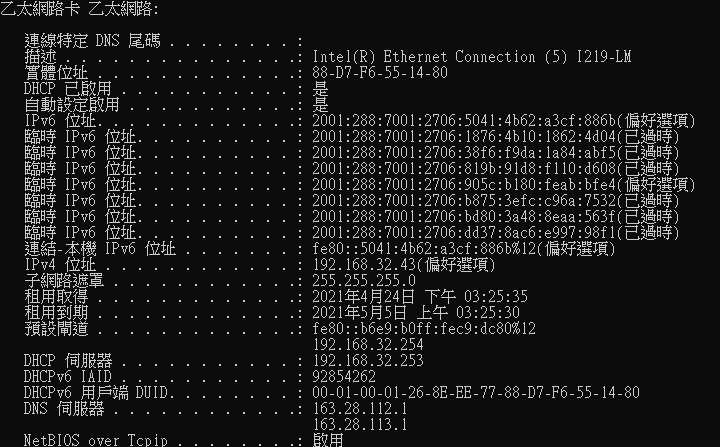 乙太網路卡 乙太網路:
連線特定 DNS 尾碼 . . . . . . . . :
描述 . . . . . . . . . . . . . . .: Intel(R) Ethernet Connection (5) I219-LM
實體位址 . . . . . . . . . . . . .: 88-D7-F6-55-14-80
DHCP 已啟用 . . . . . . . . . . . : 是
自動設定啟用 . . . . . . . . . . .: 是
IPv6 位址. . . . . . . . . . . . .: 2001:288:7001:2706:5041:4b62:a3cf:886b(偏好選項)
臨時 IPv6 位址. . . . . . . . . . : 2001:288:7001:2706:1876:4b10:1862:4d04(已過時)
臨時 IPv6 位址. . . . . . . . . . : 2001:288:7001:2706:38f6:f9da:1a84:abf5(已過時)
臨時 IPv6 位址. . . . . . . . . . : 2001:288:7001:2706:819b:91d8:f110:d608(已過時)
臨時 IPv6 位址. . . . . . . . . . : 2001:288:7001:2706:905c:b180:feab:bfe4(偏好選項)
臨時 IPv6 位址. . . . . . . . . . : 2001:288:7001:2706:b875:3efc:c96a:7532(已過時)
臨時 IPv6 位址. . . . . . . . . . : 2001:288:7001:2706:bd80:3a48:8eaa:563f(已過時)
臨時 IPv6 位址. . . . . . . . . . : 2001:288:7001:2706:dd37:8ac6:e997:98f1(已過時)
連結-本機 IPv6 位址 . . . . . . . : fe80::5041:4b62:a3cf:886b%12(偏好選項)
IPv4 位址 . . . . . . . . . . . . : 192.168.32.43(偏好選項)
子網路遮罩 . . . . . . . . . . . .: 255.255.255.0
租用取得 . . . . . . . . . . . . .: 2021年4月24日 下午 03:25:35
租用到期 . . . . . . . . . . . . .: 2021年5月5日 上午 03:25:30
預設閘道 . . . . . . . . . . . . .: fe80::b6e9:b0ff:fec9:dc80%12
192.168.32.254
DHCP 伺服器 . . . . . . . . . . . : 192.168.32.253
DHCPv6 IAID . . . . . . . . . . . : 92854262
DHCPv6 用戶端 DUID. . . . . . . . : 00-01-00-01-26-8E-EE-77-88-D7-F6-55-14-80
DNS 伺服器 . . . . . . . . . . . .: 163.28.112.1
163.28.113.1
NetBIOS over Tcpip . . . . . . . .: 啟用